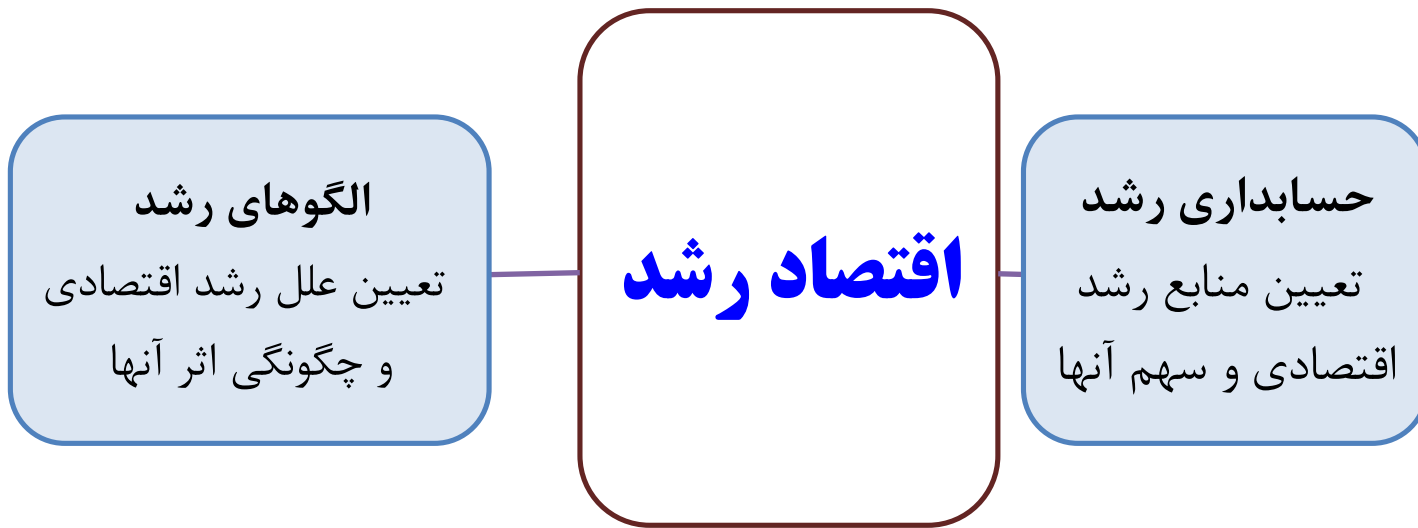 حسابداری رشد
تعیین منابع رشد
اقتصادی و سهم آنها
اقتصاد رشد
الگوهای رشد
تعیین علل رشد اقتصادی
و چگونگی اثر آنها